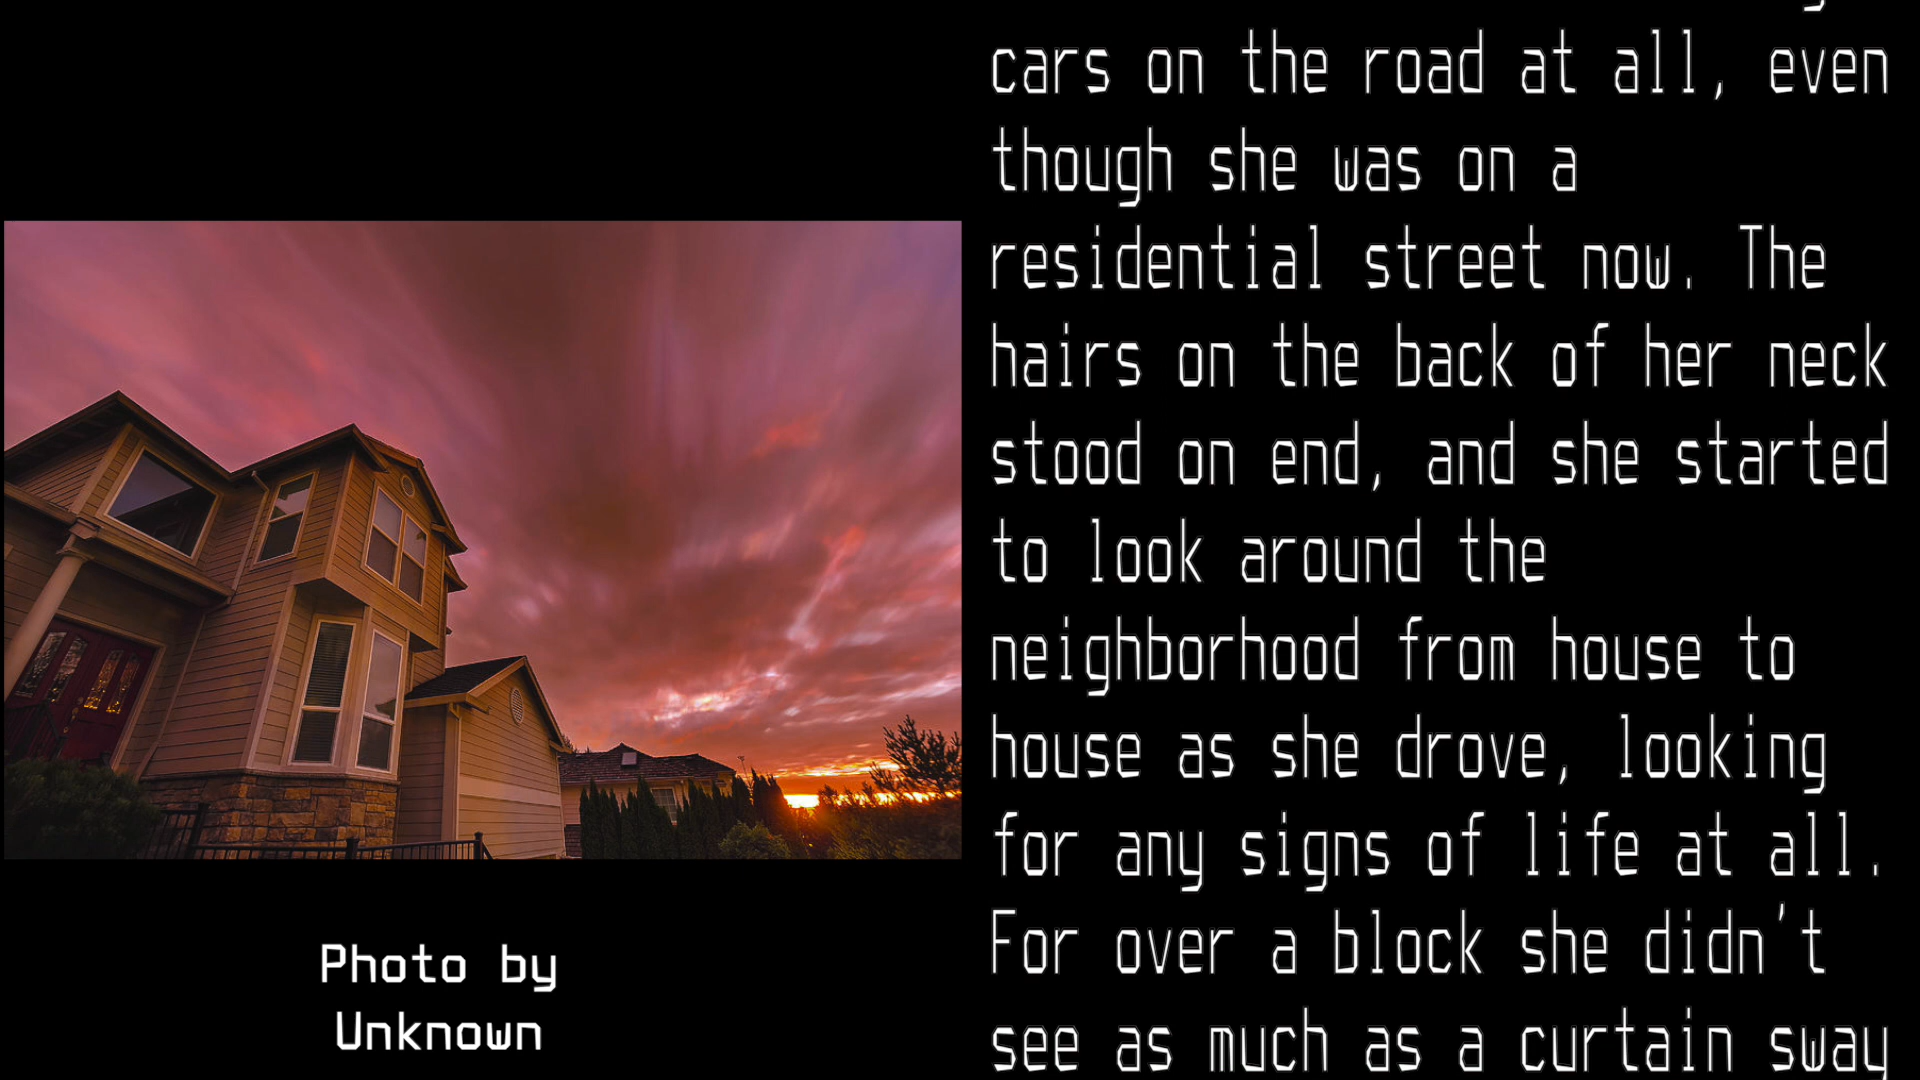 cars on the road at all, even
though she was on a
residential street now. The
hairs on the back of her neck
stood on end, and she started
to look around the
neighborhood from house to
house as she drove, looking
for any signs of life at all.
For over a block she didn't
see as much as a curtain sway
Photo by
Unknown